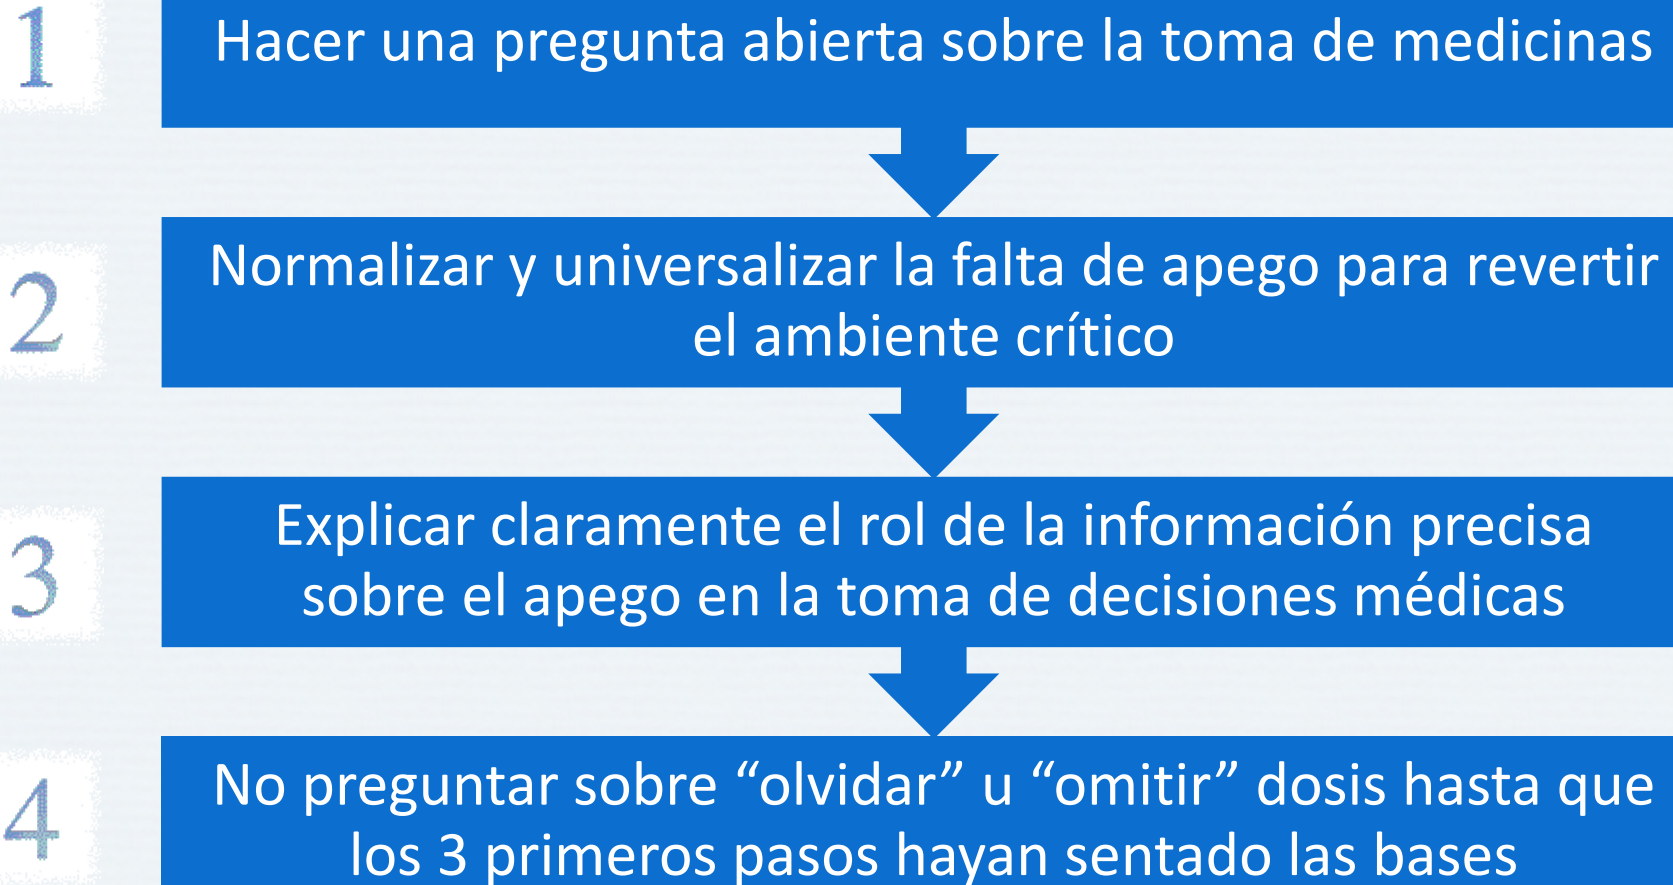 1
Hacer una pregunta abierta sobre la toma de medicinas
2
Normalizar y universalizar la falta de apego para revertir
el ambiente crítico
3
Explicar claramente el rol de la información precisa
sobre el apego en la toma de decisiones médicas
4
No preguntar sobre “olvidar” u “omitir” dosis hasta que
los 3 primeros pasos hayan sentado las bases